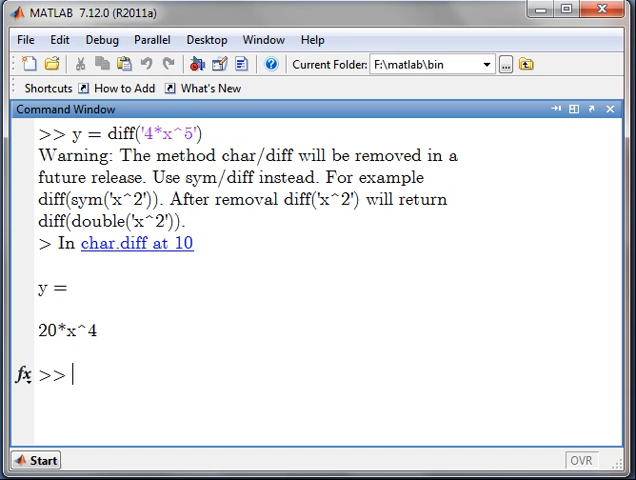 MATLAB 7.12.0 (R2011a)
File Edit Debug Parallel Desktop Window Help
Current Folder: F:\matlab\bin ...
Shortcuts How to Add What's New
Command Window
>> y = diff('4*x^5')
Warning: The method char/diff will be removed in a
future release. Use sym/diff instead. For example
diff(sym('x^2')). After removal diff('x^2') will return
diff(double('x^2')).
> In char.diff at 10
y =
20*x^4
fx >>
Start OVR